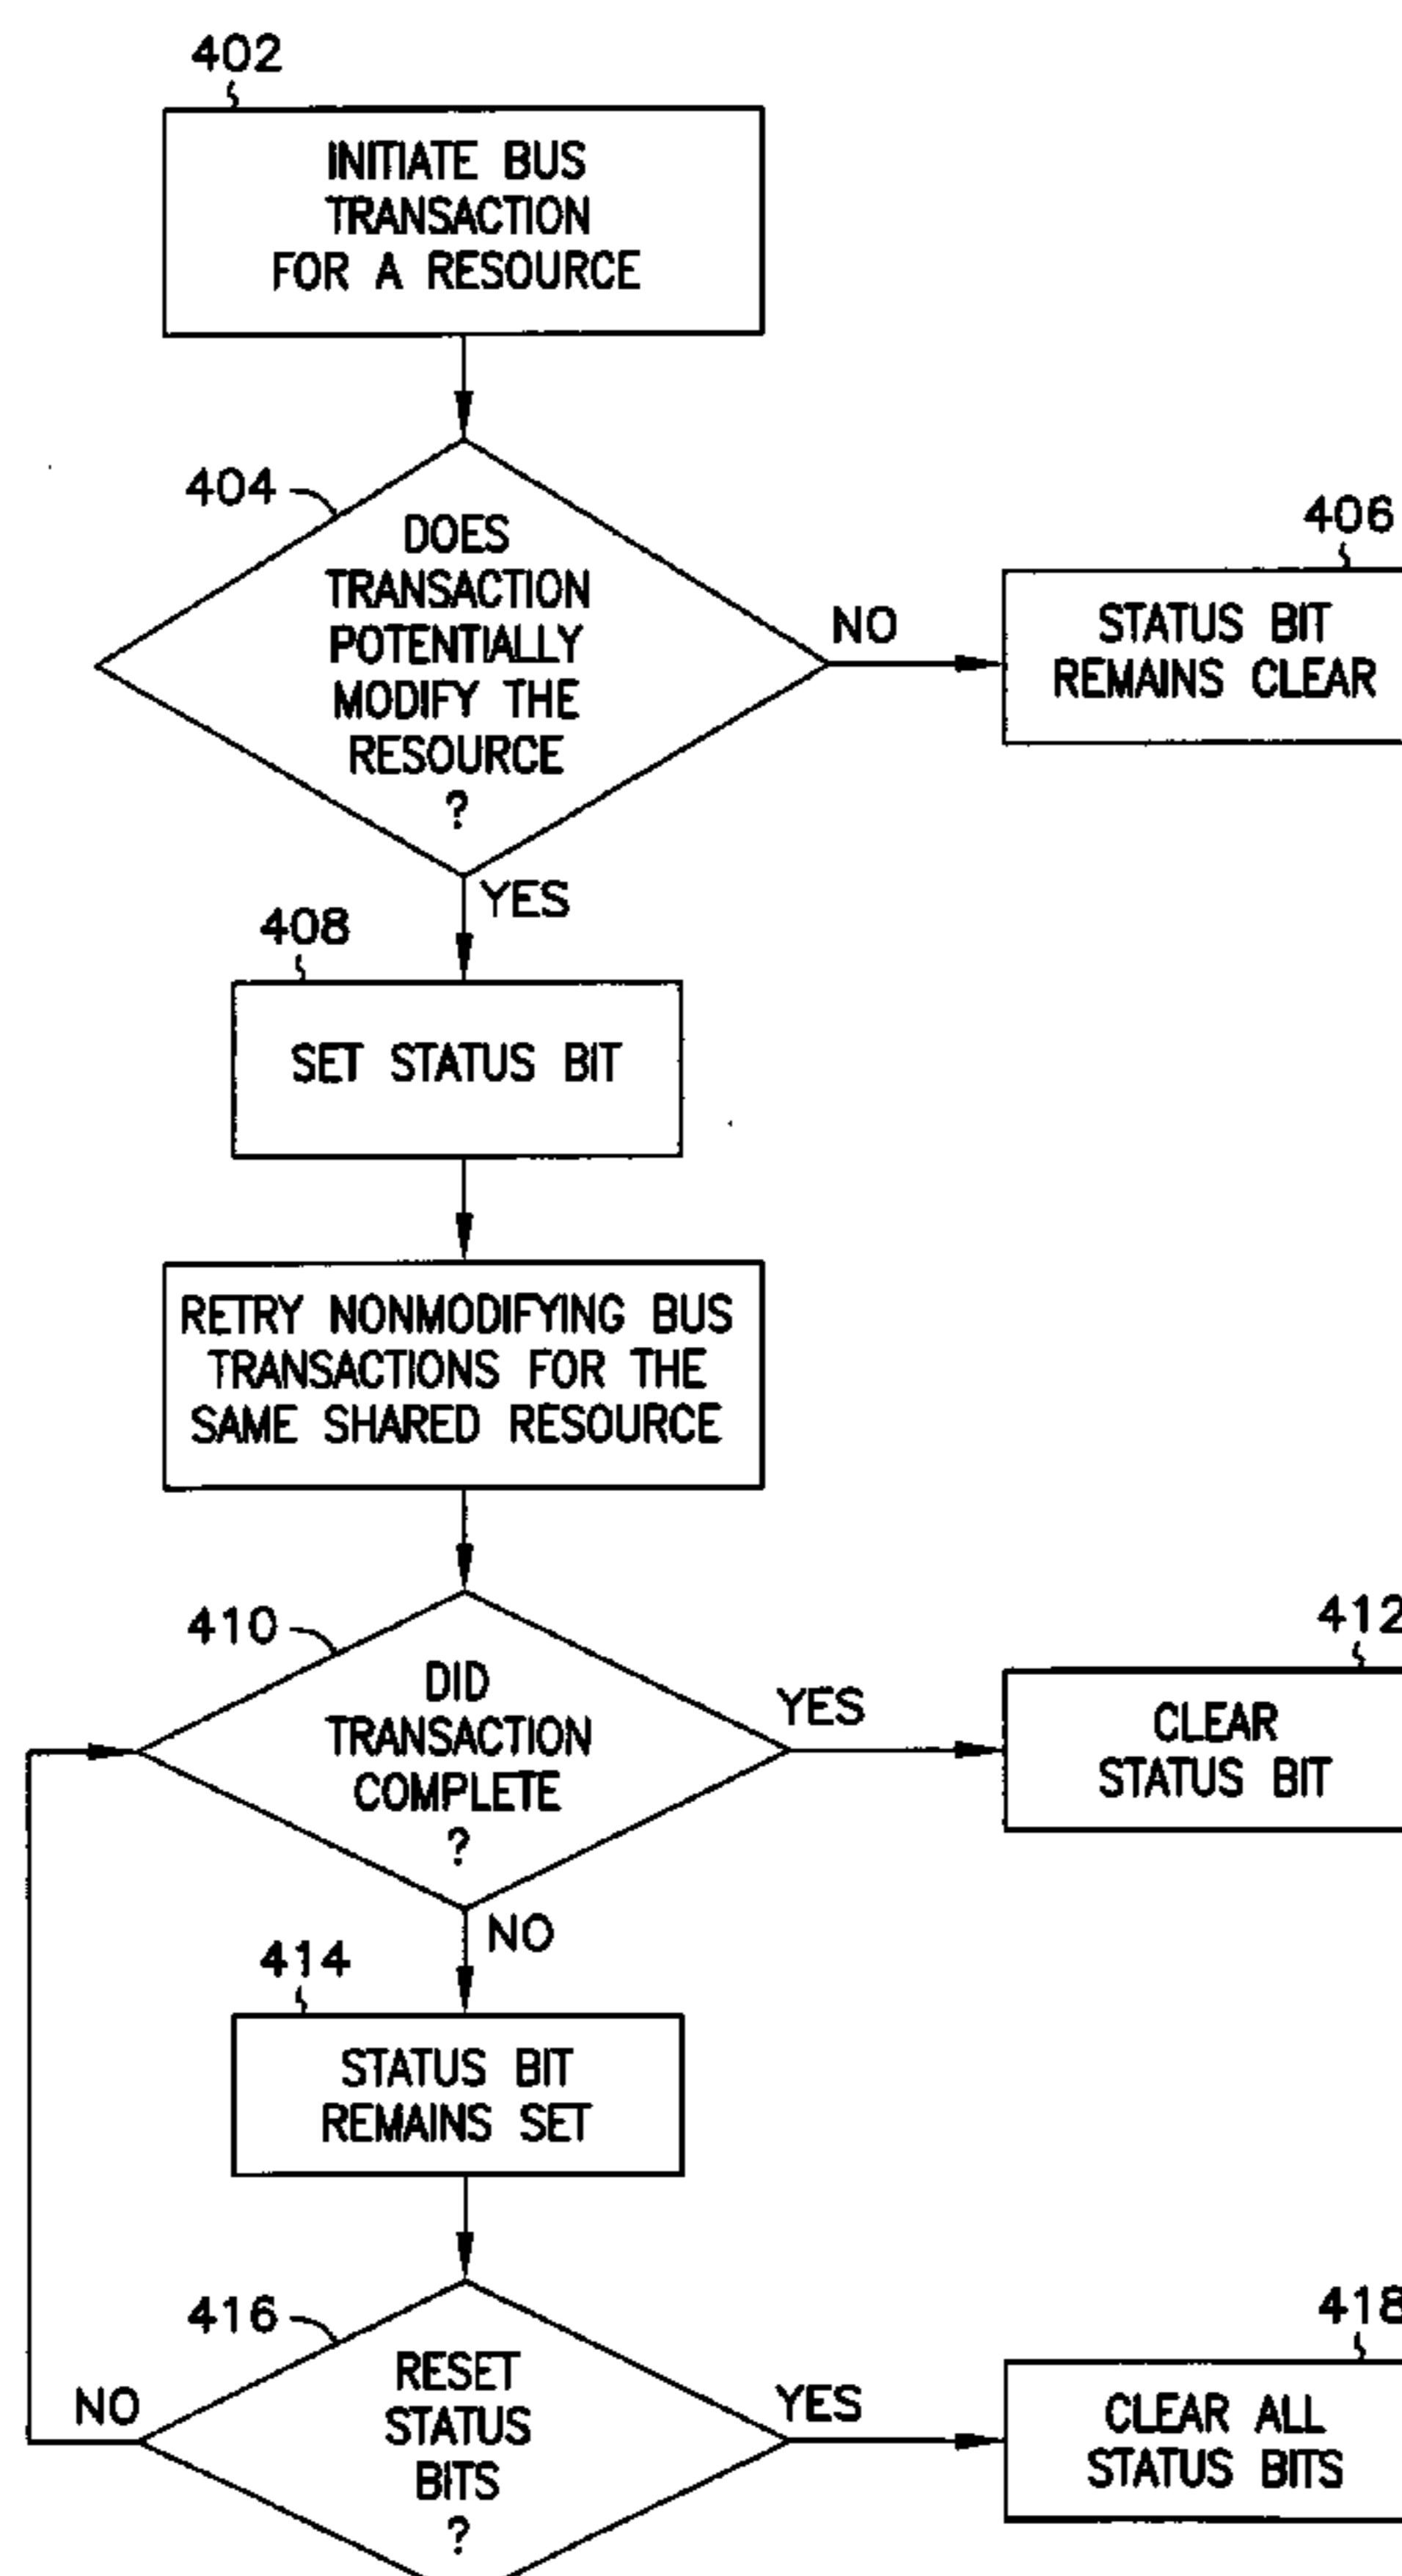 402
INITIATE BUS
TRANSACTION
FOR A RESOURCE
404
DOES
TRANSACTION
POTENTIALLY
MODIFY THE
RESOURCE
?
NO
406
STATUS BIT
REMAINS CLEAR
YES
408
SET STATUS BIT
RETRY NONMODIFYING BUS
TRANSACTIONS FOR THE
SAME SHARED RESOURCE
410
DID
TRANSACTION
COMPLETE
?
YES
412
CLEAR
STATUS BIT
NO
414
STATUS BIT
REMAINS SET
416
RESET
STATUS
BITS
?
NO
YES
418
CLEAR ALL
STATUS BITS